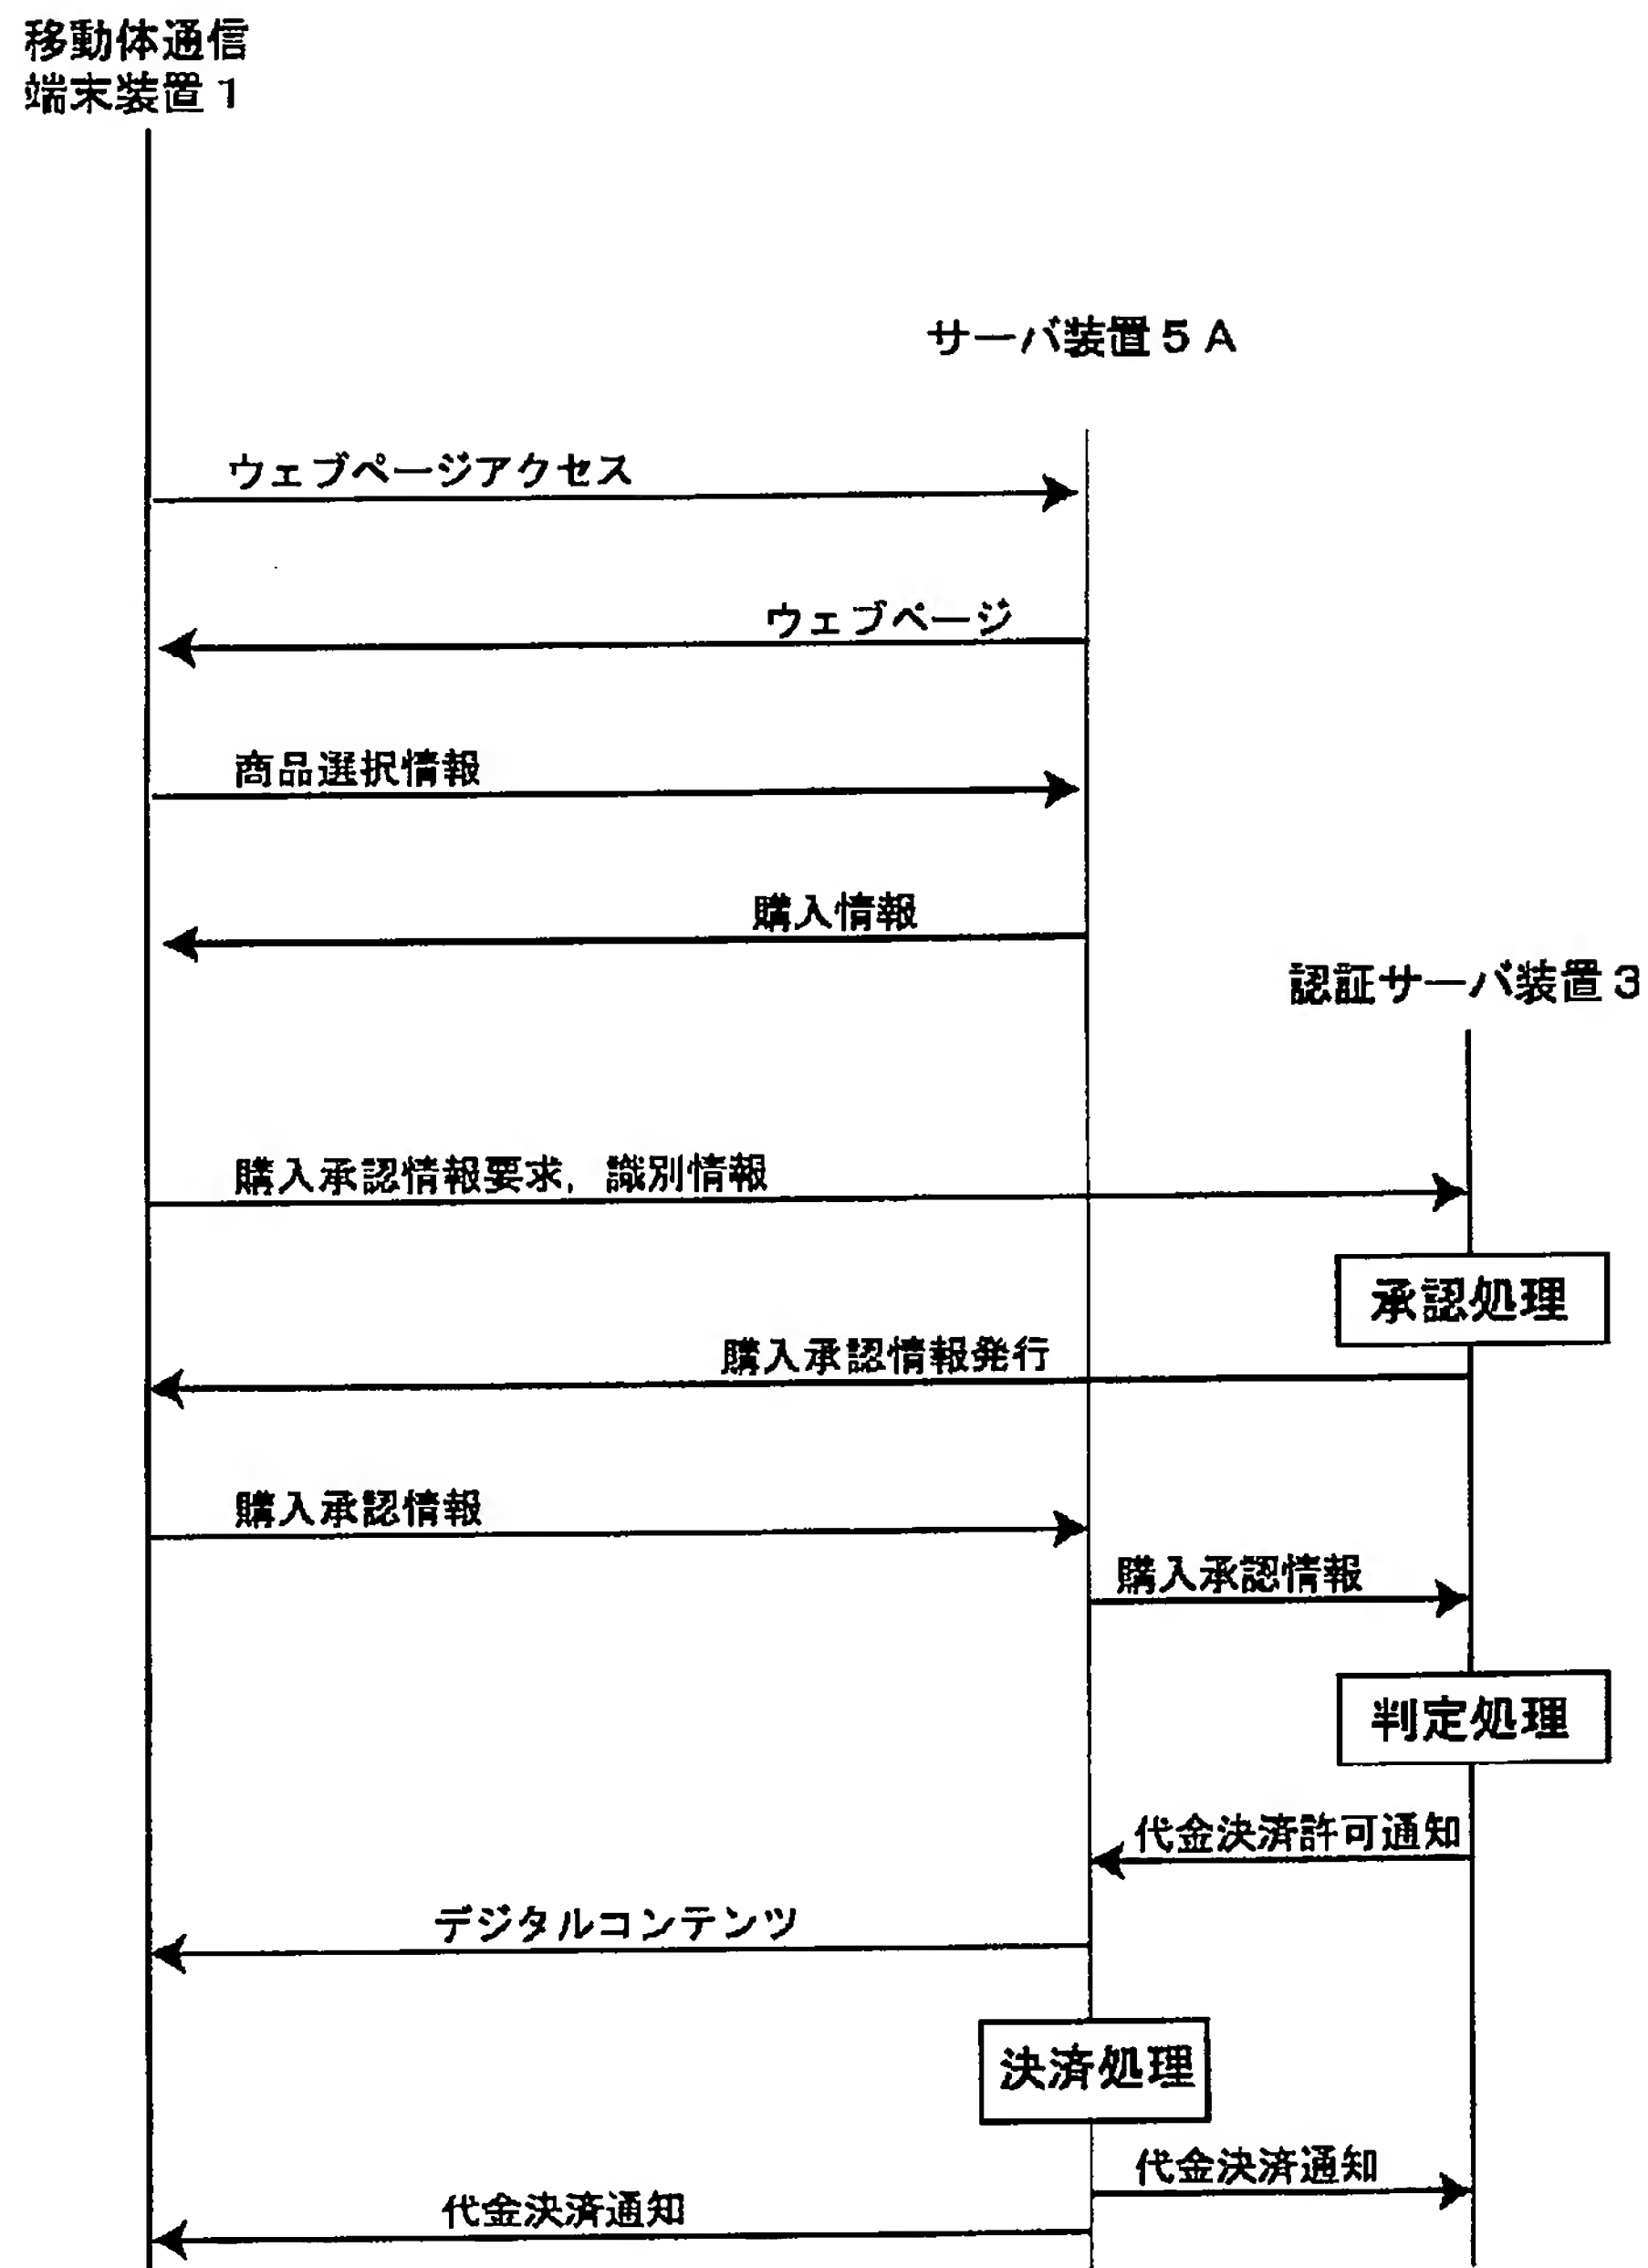 移動体通信
端末装置1
サーバ装置5A
ウェブページアクセス
ウェブページ
商品選択情報
購入情報
認証サーバ装置3
購入承認情報要求, 識別情報
承認処理
購入承認情報発行
購入承認情報
購入承認情報
判定処理
代金決済許可通知
デジタルコンテンツ
決済処理
代金決済通知
代金決済通知